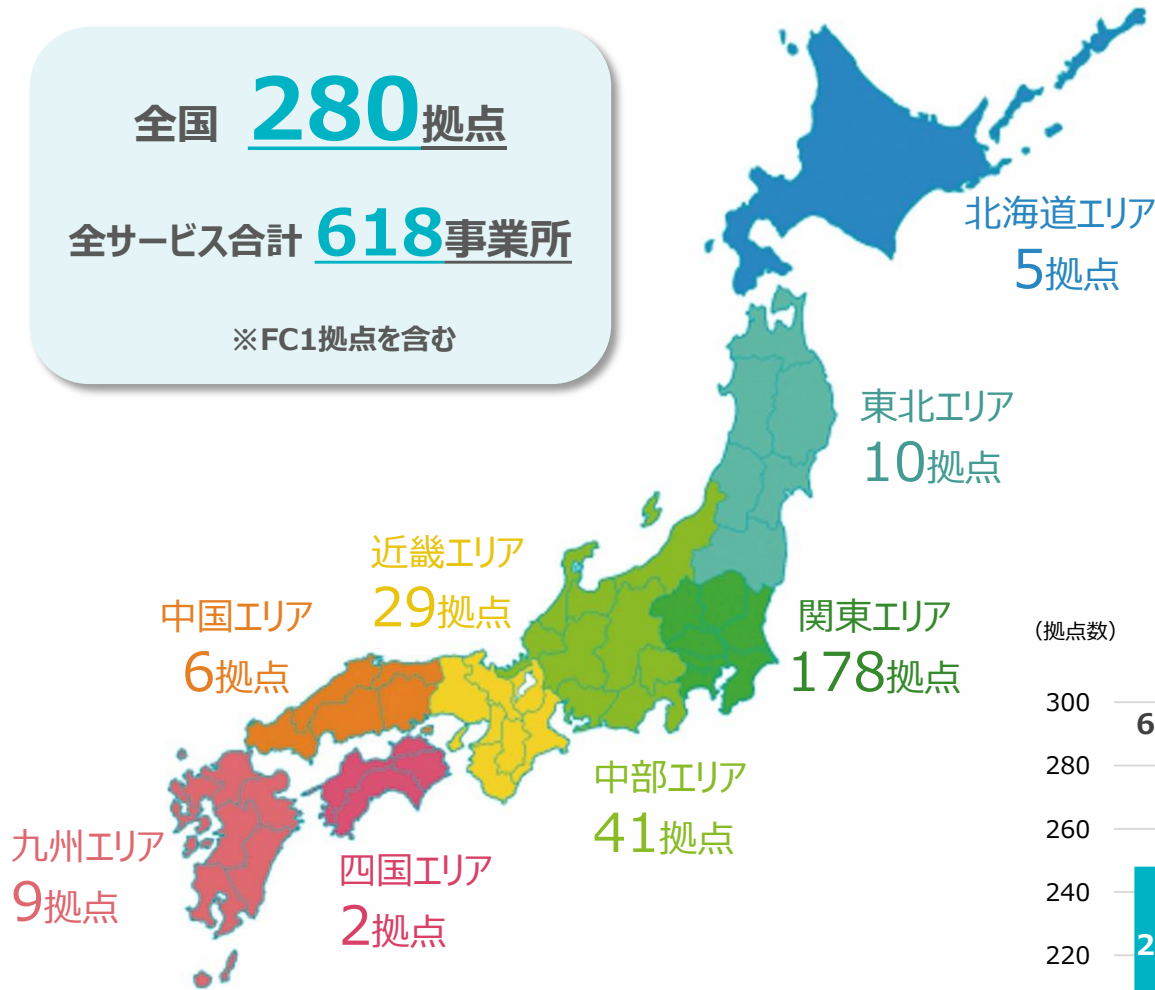 全国 280拠点
全サービス合計 618事業所
※FC1拠点を含む
北海道エリア
5拠点
東北エリア
10拠点
近畿エリア
29拠点
中国エリア
6拠点
関東エリア
178拠点
中部エリア
41拠点
九州エリア
9拠点
四国エリア
2拠点
（拠点数）
300
280
260
240
220